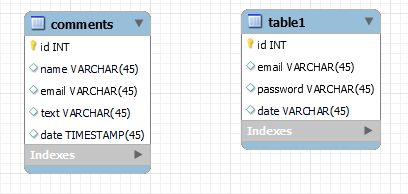 comments
id INT
name VARCHAR(45)
email VARCHAR(45)
text VARCHAR(45)
date TIMESTAMP(45)
Indexes
table1
id INT
email VARCHAR(45)
password VARCHAR(45)
date VARCHAR(45)
Indexes